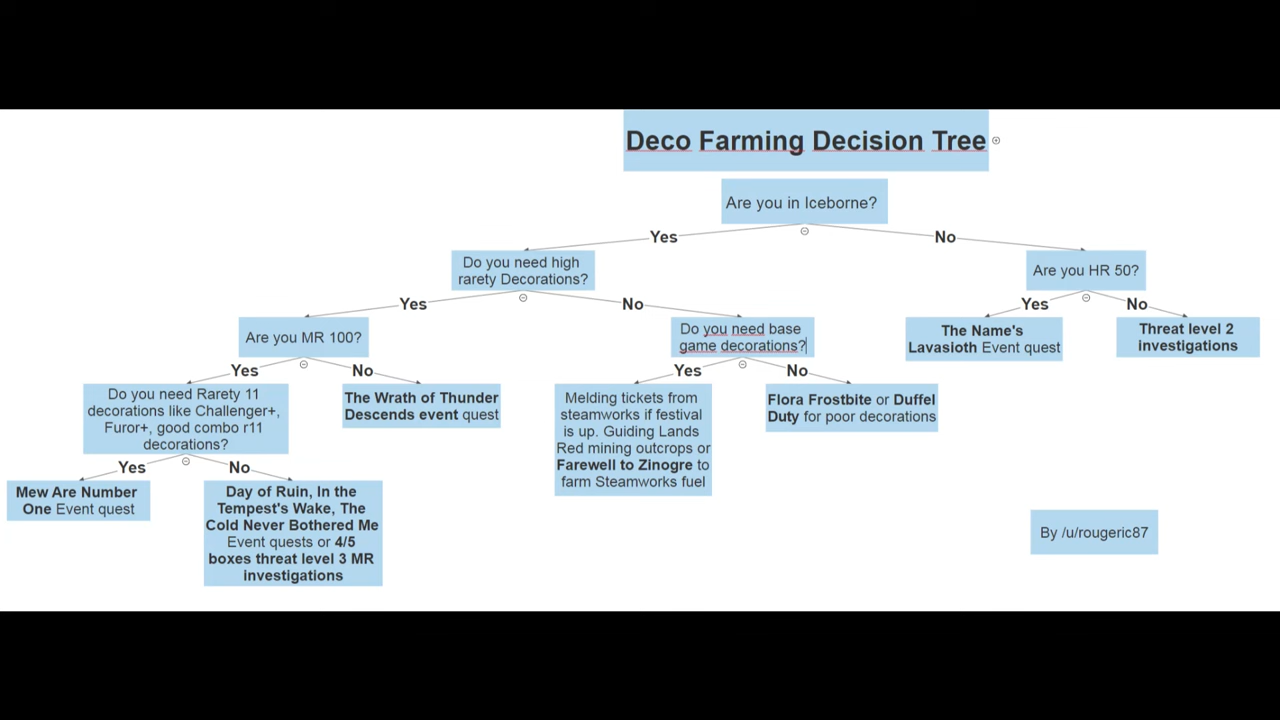 Deco Farming Decision Tree
Are you in Iceborne?
Yes
No
Do you need high
rarety Decorations?
Are you HR 50?
Yes
No
Yes
No
Are you MR 100?
Do you need base
game decorations?
The Name's
Lavasioth Event quest
Threat level 2
investigations
Yes
No
Yes
No
Do you need Rarety 11
decorations like Challenger+,
Furor+, good combo r11
decorations?
The Wrath of Thunder
Descends event quest
Melding tickets from
steamworks if festival
is up. Guiding Lands
Red mining outcrops or
Farewell to Zinogre to
farm Steamworks fuel
Flora Frostbite or Duffel
Duty for poor decorations
Yes
No
Mew Are Number
One Event quest
Day of Ruin, In the
Tempest's Wake, The
Cold Never Bothered Me
Event quests or 4/5
boxes threat level 3 MR
investigations
By /u/rougeric87